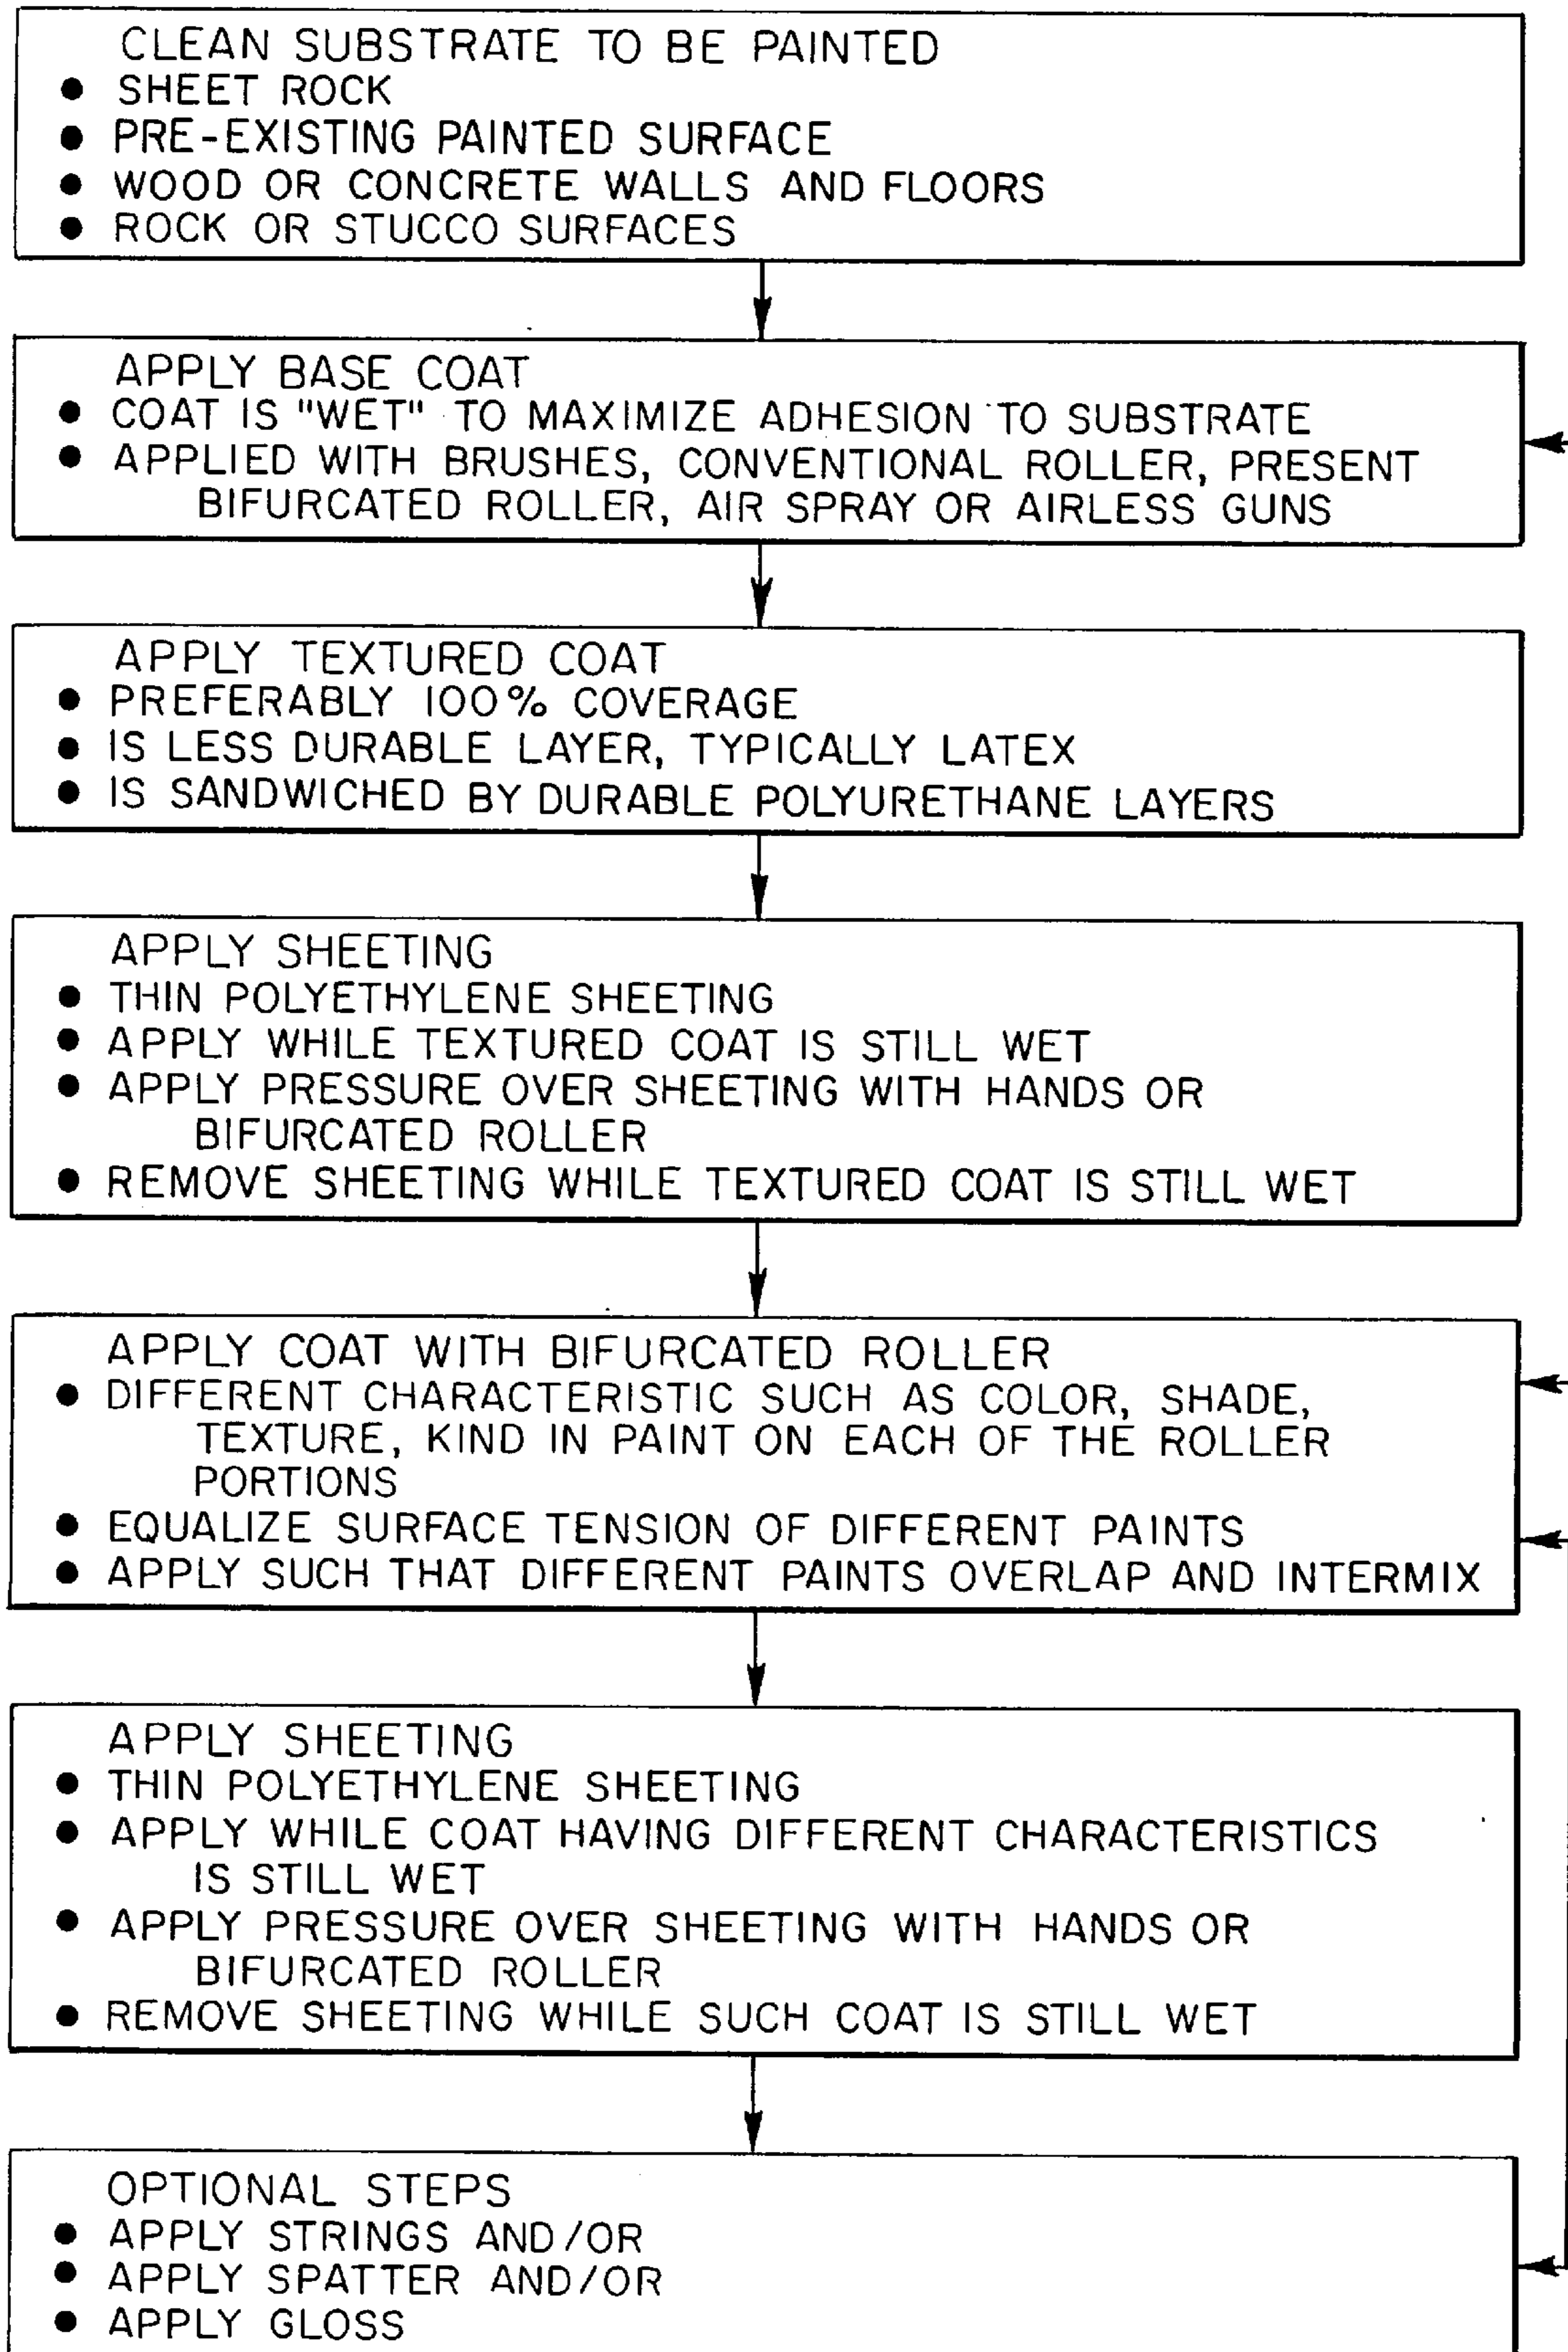 CLEAN SUBSTRATE TO BE PAINTED
● SHEET ROCK
● PRE-EXISTING PAINTED SURFACE
● WOOD OR CONCRETE WALLS AND FLOORS
● ROCK OR STUCCO SURFACES
APPLY BASE COAT
● COAT IS "WET" TO MAXIMIZE ADHESION TO SUBSTRATE
● APPLIED WITH BRUSHES, CONVENTIONAL ROLLER, PRESENT
BIFURCATED ROLLER, AIR SPRAY OR AIRLESS GUNS
APPLY TEXTURED COAT
● PREFERABLY 100% COVERAGE
● IS LESS DURABLE LAYER, TYPICALLY LATEX
● IS SANDWICHED BY DURABLE POLYURETHANE LAYERS
APPLY SHEETING
● THIN POLYETHYLENE SHEETING
● APPLY WHILE TEXTURED COAT IS STILL WET
● APPLY PRESSURE OVER SHEETING WITH HANDS OR
BIFURCATED ROLLER
● REMOVE SHEETING WHILE TEXTURED COAT IS STILL WET
APPLY COAT WITH BIFURCATED ROLLER
● DIFFERENT CHARACTERISTIC SUCH AS COLOR, SHADE,
TEXTURE, KIND IN PAINT ON EACH OF THE ROLLER
PORTIONS
● EQUALIZE SURFACE TENSION OF DIFFERENT PAINTS
● APPLY SUCH THAT DIFFERENT PAINTS OVERLAP AND INTERMIX
APPLY SHEETING
● THIN POLYETHYLENE SHEETING
● APPLY WHILE COAT HAVING DIFFERENT CHARACTERISTICS
IS STILL WET
● APPLY PRESSURE OVER SHEETING WITH HANDS OR
BIFURCATED ROLLER
● REMOVE SHEETING WHILE SUCH COAT IS STILL WET
OPTIONAL STEPS
● APPLY STRINGS AND/OR
● APPLY SPATTER AND/OR
● APPLY GLOSS